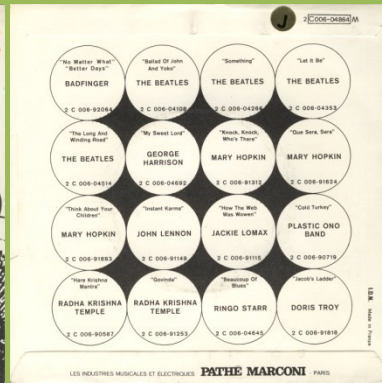 J
2 C006-04864 M
"No Matter What"
"Better Days"
BADFINGER
2 C 006-92064
"Ballad Of John
And Yoko"
THE BEATLES
2 C 006-04108
"Something"
THE BEATLES
2 C 006-04266
"Let It Be"
THE BEATLES
2 C 006-04353
"The Long And
Winding Road"
THE BEATLES
2 C 006-04514
"My Sweet Lord"
GEORGE
HARRISON
2 C 006-04692
"Knock, Knock,
Who's There"
MARY HOPKIN
2 C 006-91312
"Que Sera, Sera"
MARY HOPKIN
2 C 006-91624
"Think About Your
Children"
MARY HOPKIN
2 C 006-91883
"Instant Karma"
JOHN LENNON
2 C 006-91149
"How The Web
Was Wowen"
JACKIE LOMAX
2 C 006-91115
"Cold Turkey"
PLASTIC ONO
BAND
2 C 006-90719
"Hare Krishna
Mantra"
RADHA KRISHNA
TEMPLE
2 C 006-90587
"Govinda"
RADHA KRISHNA
TEMPLE
2 C 006-91253
"Beaucoup Of
Blues"
RINGO STARR
2 C 006-04645
"Jacob's Ladder"
DORIS TROY
2 C 006-91818
I.D.N. Made in France
LES INDUSTRIES MUSICALES ET ÉLECTRIQUES PATHÉ MARCONI - PARIS